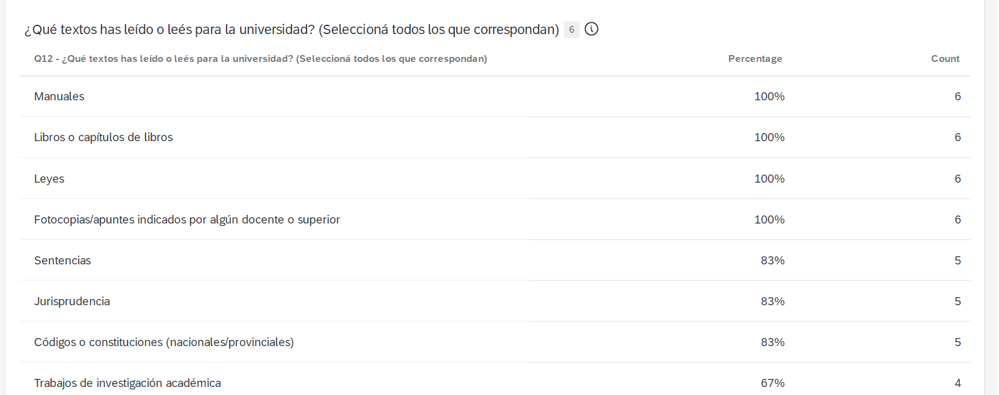 ¿Qué textos has leído o leés para la universidad? (Seleccioná todos los que correspondan) 6
Q12 - ¿Qué textos has leído o leés para la universidad? (Seleccioná todos los que correspondan) Percentage Count
Manuales 100% 6
Libros o capítulos de libros 100% 6
Leyes 100% 6
Fotocopias/apuntes indicados por algún docente o superior 100% 6
Sentencias 83% 5
Jurisprudencia 83% 5
Códigos o constituciones (nacionales/provinciales) 83% 5
Trabajos de investigación académica 67% 4